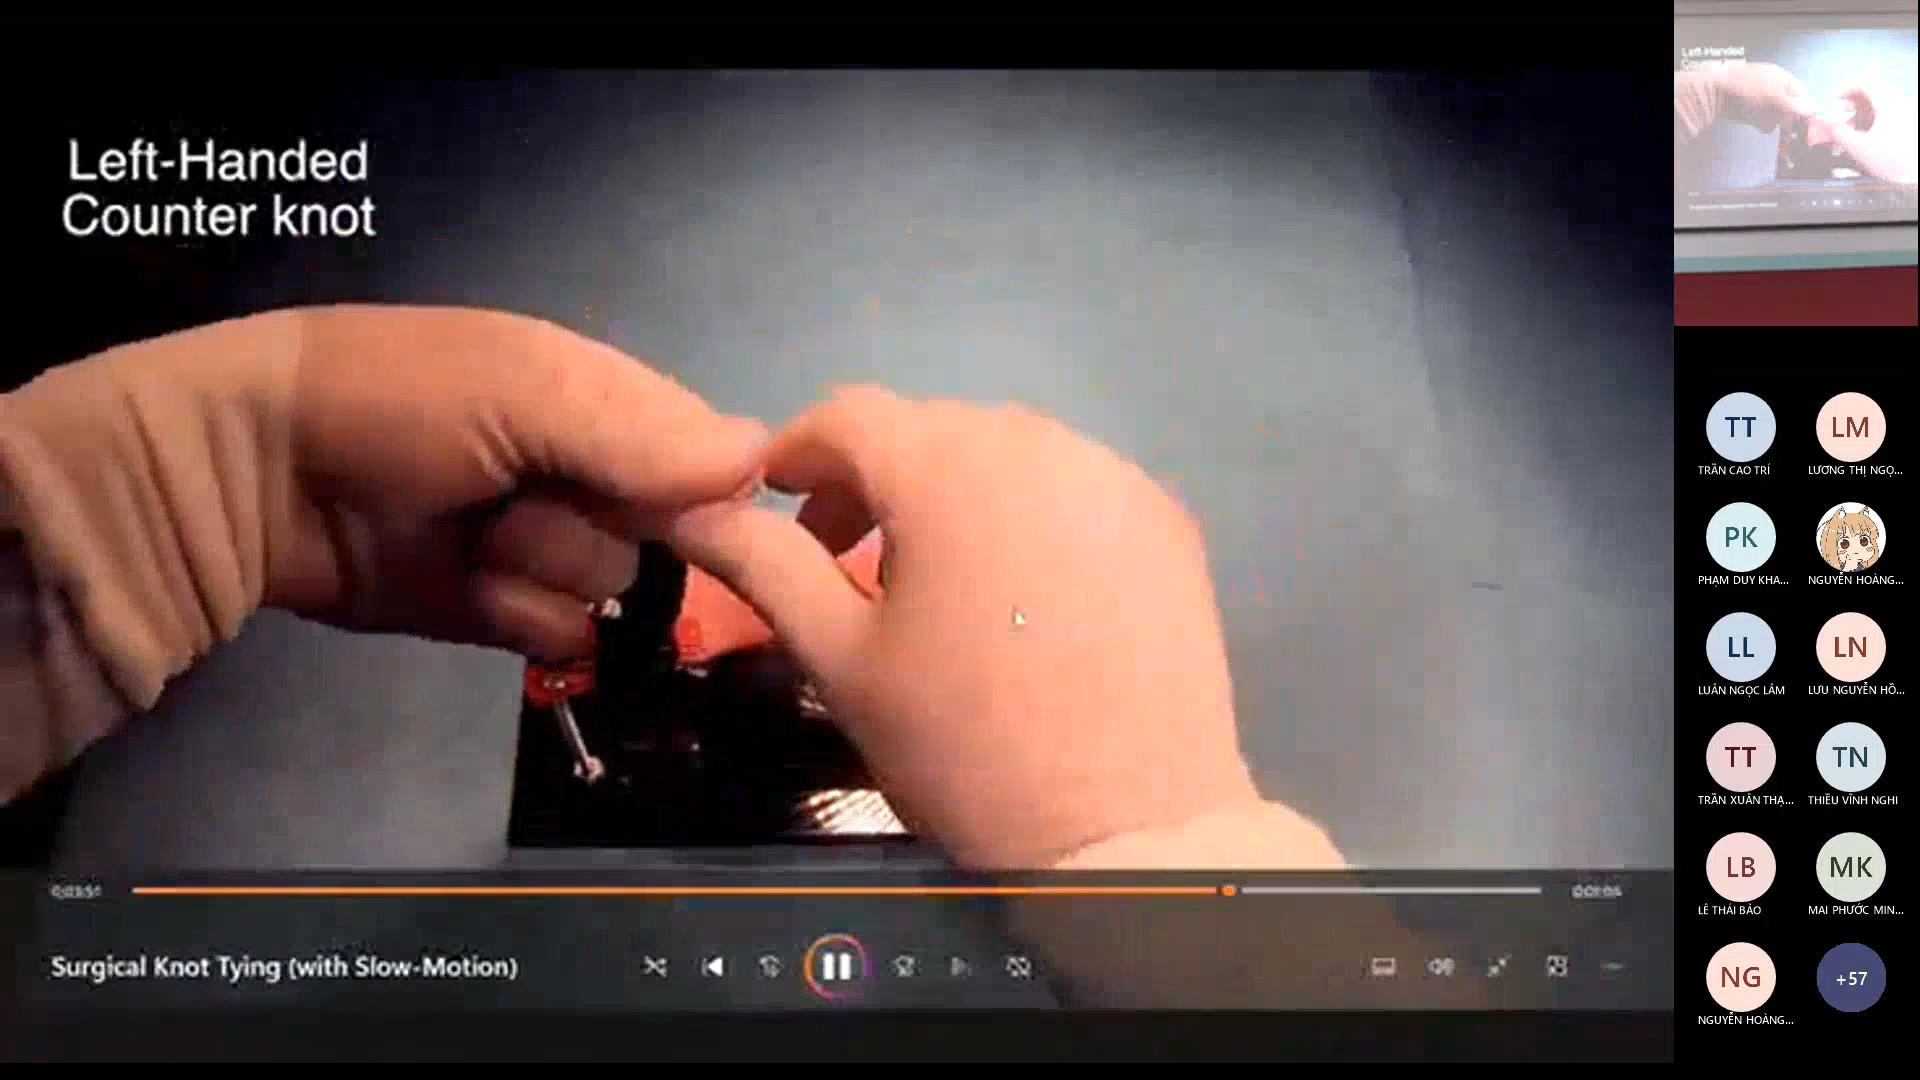 Left-Handed
Counter knot
Surgical Knot Tying (with Slow-Motion)
Left-Handed
TT
TRẦN CAO TRÍ
LM
LƯƠNG THỊ NGỌ...
PK
PHẠM DUY KHA...
NGUYỄN HOÀNG...
LL
LUÂN NGỌC LÂM
LN
LƯU NGUYỄN HỒ...
TT
TRẦN XUÂN THẠ...
TN
THIỀU VĨNH NGHI
LB
LÊ THÁI BẢO
MK
MAI PHƯỚC MIN...
NG
NGUYỄN HOÀNG...
+57